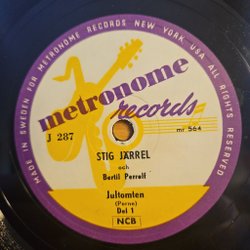 MADE IN SWEDEN FOR METRONOME RECORDS NEW YORK USA ALL RIGHTS RESERVED
metronome
records
J 287
mr 564
STIG JÄRREL
och
Bertil Perrolf
Jultomten
(Perne)
Del 1
NCB